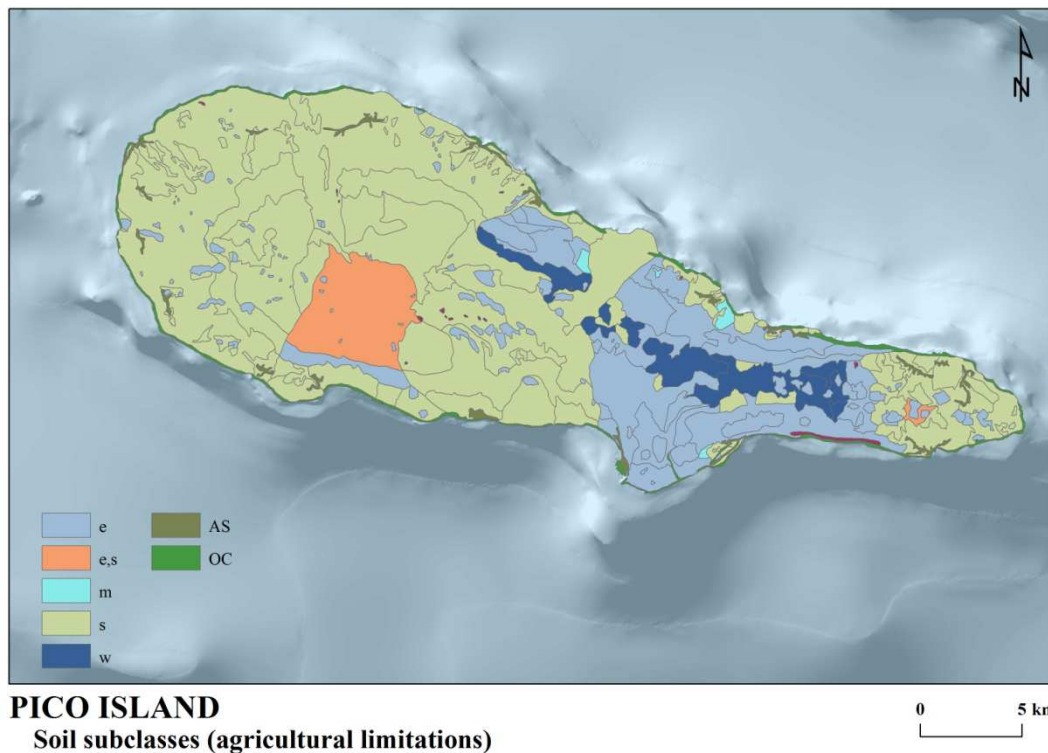 N
e
AS
e,s
OC
m
s
w
PICO ISLAND
Soil subclasses (agricultural limitations)
0 5 km